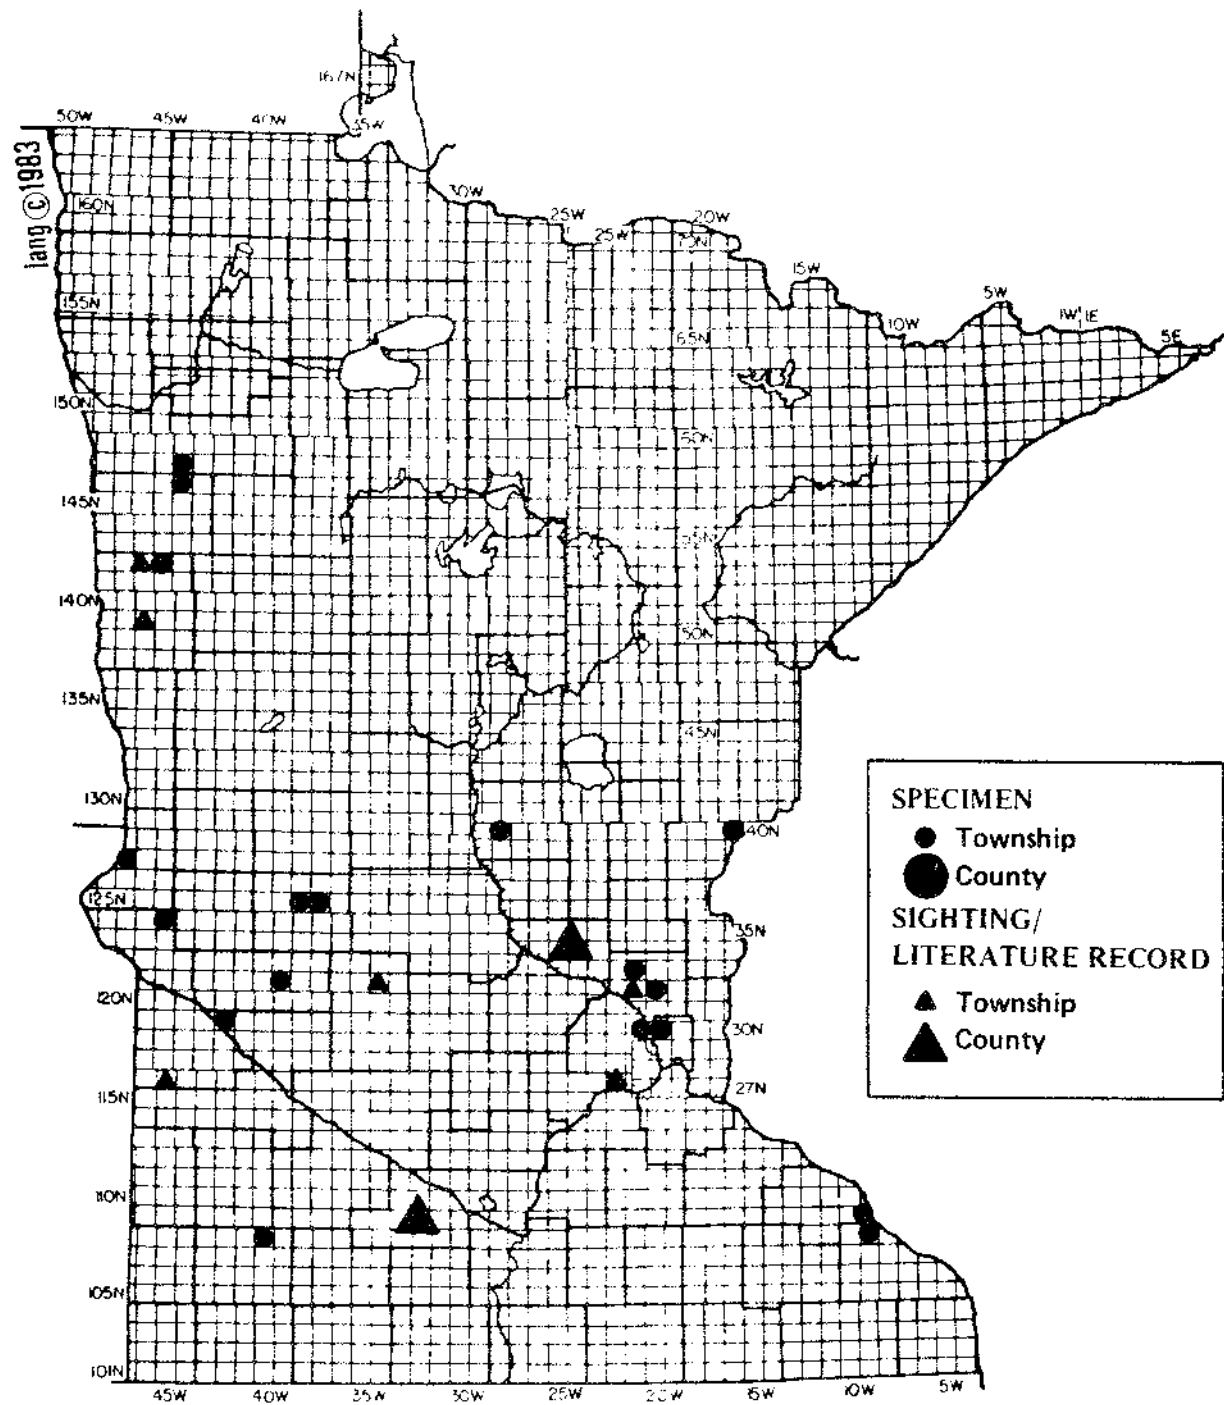 167N
50W 45W 40W 35W
lang © 1983
160N
30W
25W
25W
20W
70N
15W
155N
5W
1W 1E
10W
65N
5E
150N
60N
145N
55N
140N
50N
135N
45N
130N
40N
125N
35N
120N
30N
115N
27N
110N
105N
101N
45W 40W 35W 30W 25W 20W 15W 10W 5W
SPECIMEN
Township
County
SIGHTING/
LITERATURE RECORD
Township
County